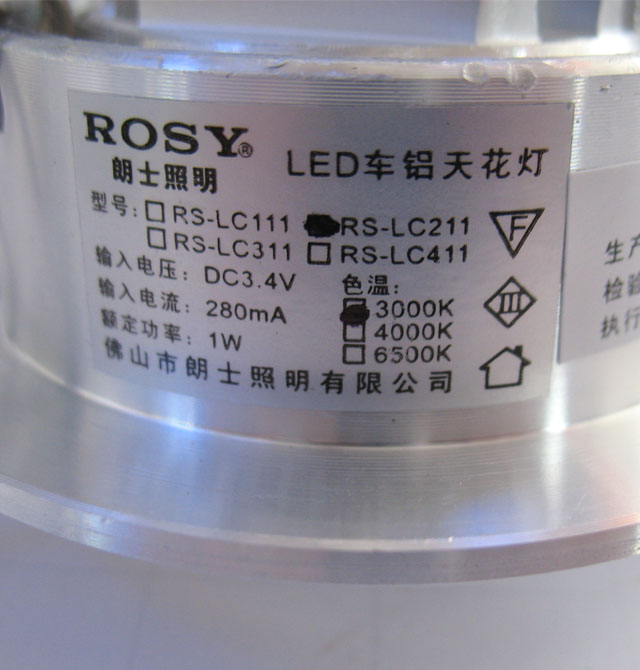 ROSY®
朗士照明
LED车铝天花灯
型号: □RS-LC111 ■RS-LC211
□RS-LC311 □RS-LC411
输入电压: DC3.4V
输入电流: 280mA
额定功率: 1W
色温:
■3000K
□4000K
□6500K
F
III
佛山市朗士照明有限公司
生产
检验
执行